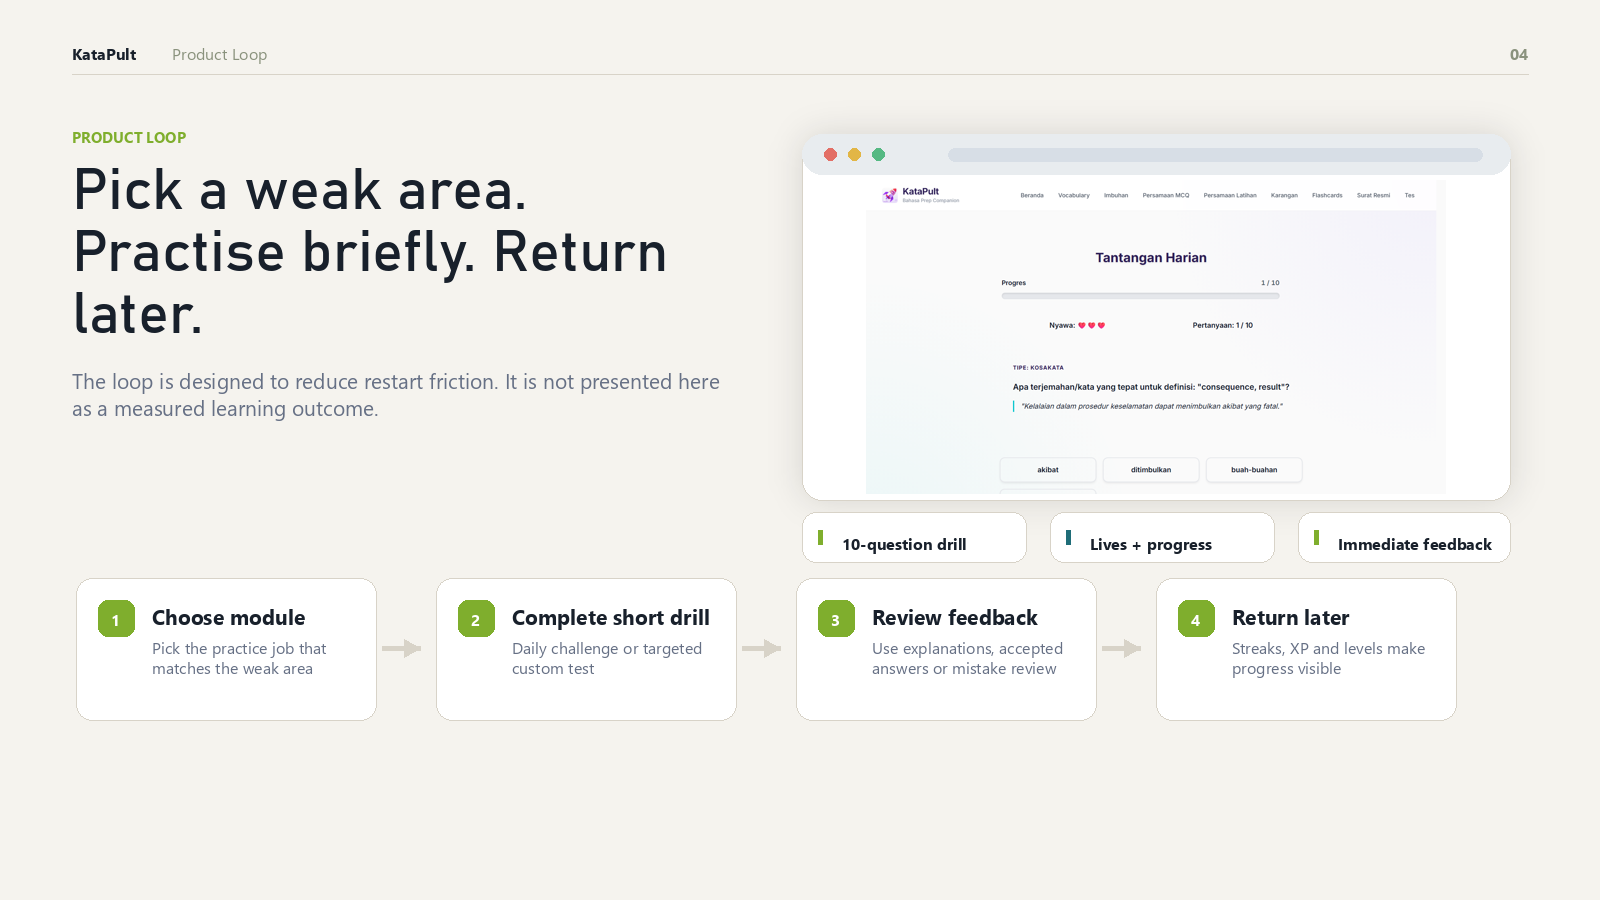 KataPult
Product Loop
04
PRODUCT LOOP
Pick a weak area.
Practise briefly. Return
later.
The loop is designed to reduce restart friction. It is not presented here
as a measured learning outcome.
KataPult
Bahasa Prep Companion
Beranda
Vocabulary
Imbuhan
Persamaan MCQ
Persamaan Latihan
Karangan
Flashcards
Surat Resmi
Tes
Tantangan Harian
Progres
1 / 10
Nyawa:
Pertanyaan: 1 / 10
TIPE: KOSAKATA
Apa terjemahan/kata yang tepat untuk definisi: "consequence, result"?
"Kelalaian dalam prosedur keselamatan dapat menimbulkan akibat yang fatal."
akibat
ditimbulkan
buah-buahan
10-question drill
Lives + progress
Immediate feedback
1
Choose module
Pick the practice job that
matches the weak area
2
Complete short drill
Daily challenge or targeted
custom test
3
Review feedback
Use explanations, accepted
answers or mistake review
4
Return later
Streaks, XP and levels make
progress visible